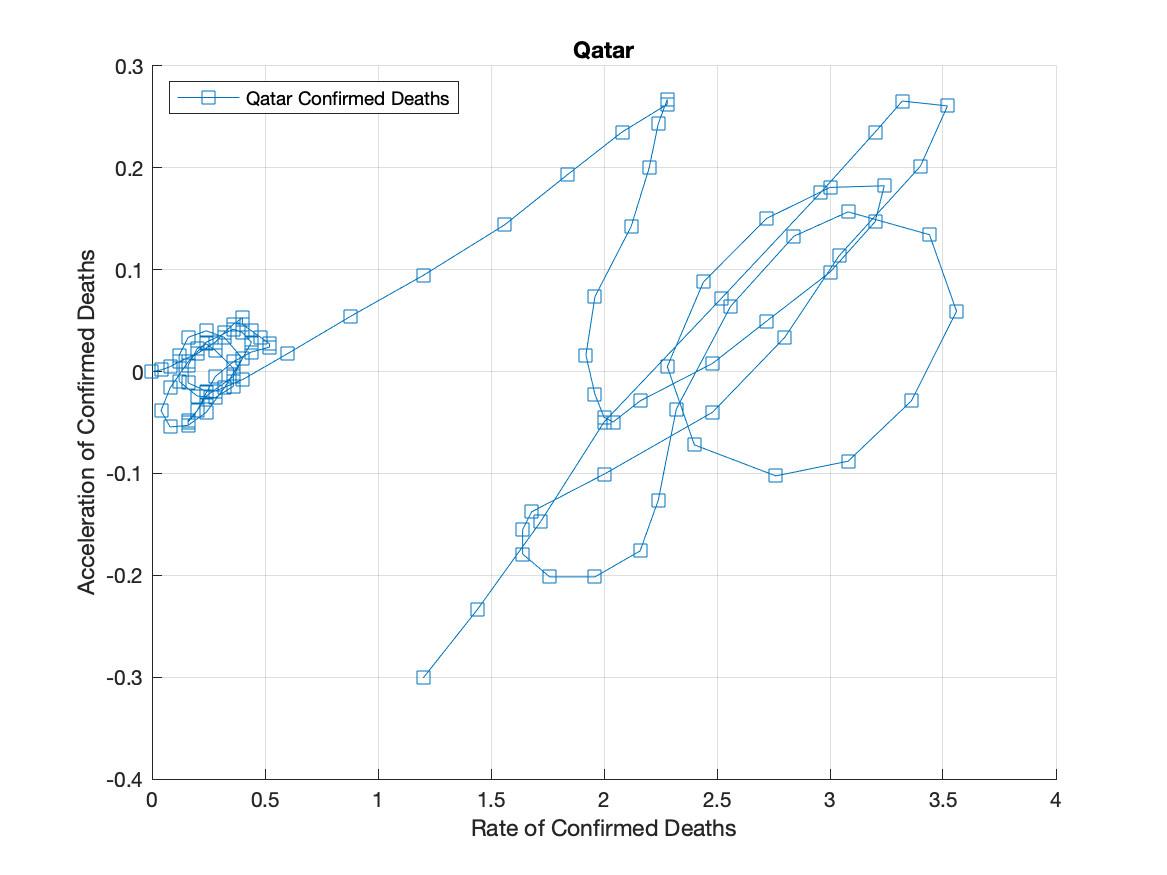 Qatar
Qatar Confirmed Deaths
Acceleration of Confirmed Deaths
0.3
0.2
0.1
0
-0.1
-0.2
-0.3
-0.4
0 0.5 1 1.5 2 2.5 3 3.5 4
Rate of Confirmed Deaths